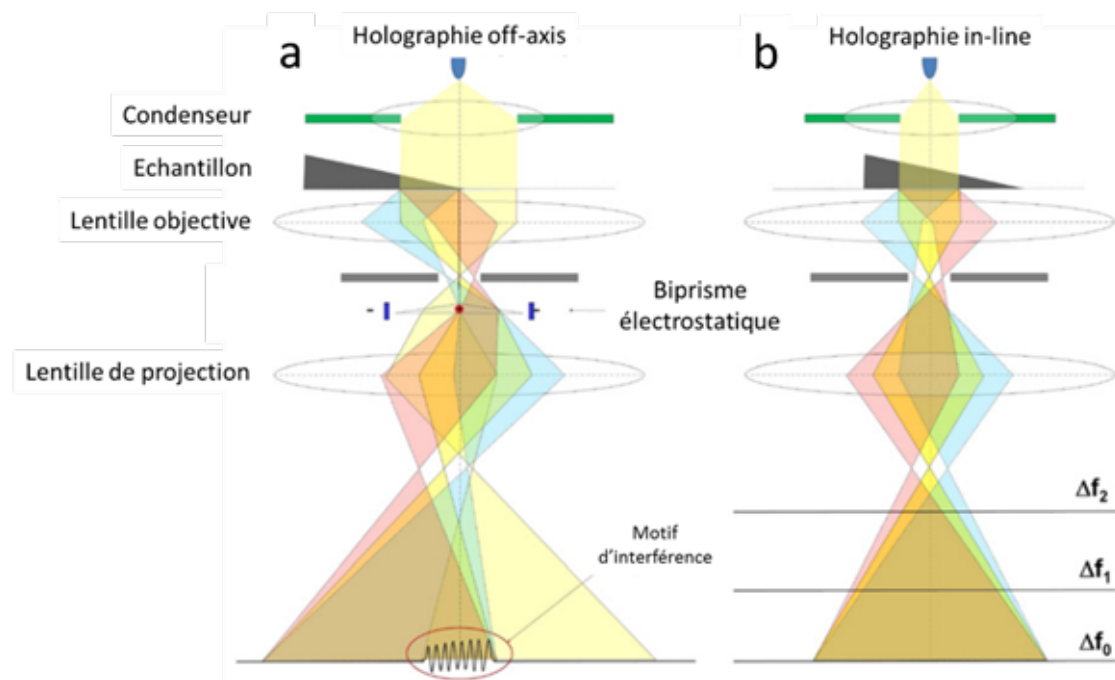 a
Holographie off-axis
b
Holographie in-line
Condenseur
Echantillon
Lentille objective
Biprisme
électrostatique
- +
Lentille de projection
Motif
d'interférence
Δf₂
Δf₁
Δf₀